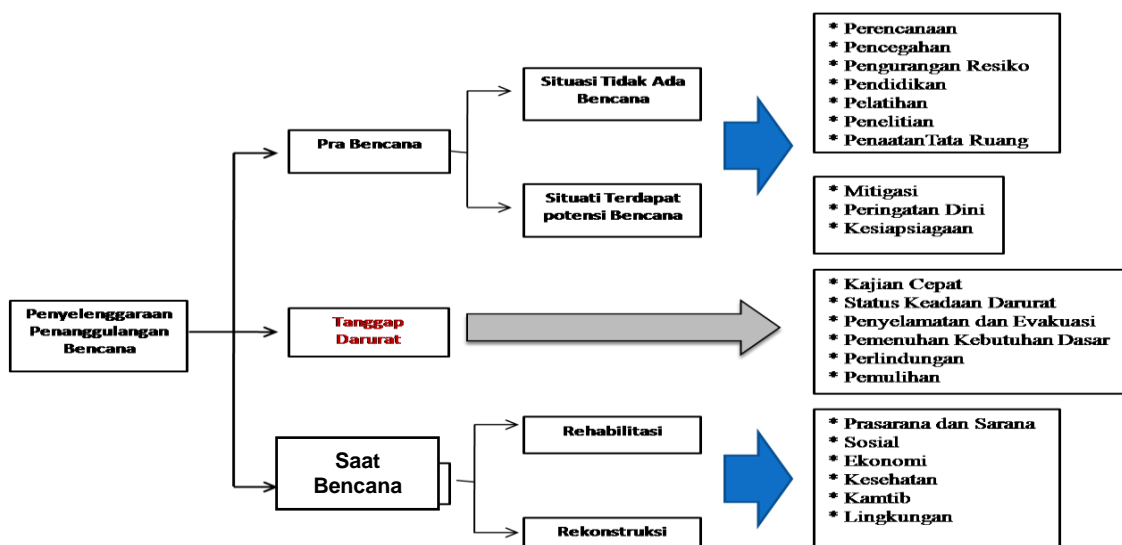 Penyelenggaraan
Penanggulangan
Bencana
Pra Bencana
Situasi Tidak Ada
Bencana
Situati Terdapat
potensi Bencana
* Perencanaan
* Pencegahan
* Pengurangan Resiko
* Pendidikan
* Pelatihan
* Penelitian
* PenaatanTata Ruang
* Mitigasi
* Peringatan Dini
* Kesiapsiagaan
Tanggap
Darurat
* Kajian Cepat
* Status Keadaan Darurat
* Penyelamatan dan Evakuasi
* Pemenuhan Kebutuhan Dasar
* Perlindungan
* Pemulihan
Saat
Bencana
Rehabilitasi
Rekonstruksi
* Prasarana dan Sarana
* Sosial
* Ekonomi
* Kesehatan
* Kamtib
* Lingkungan